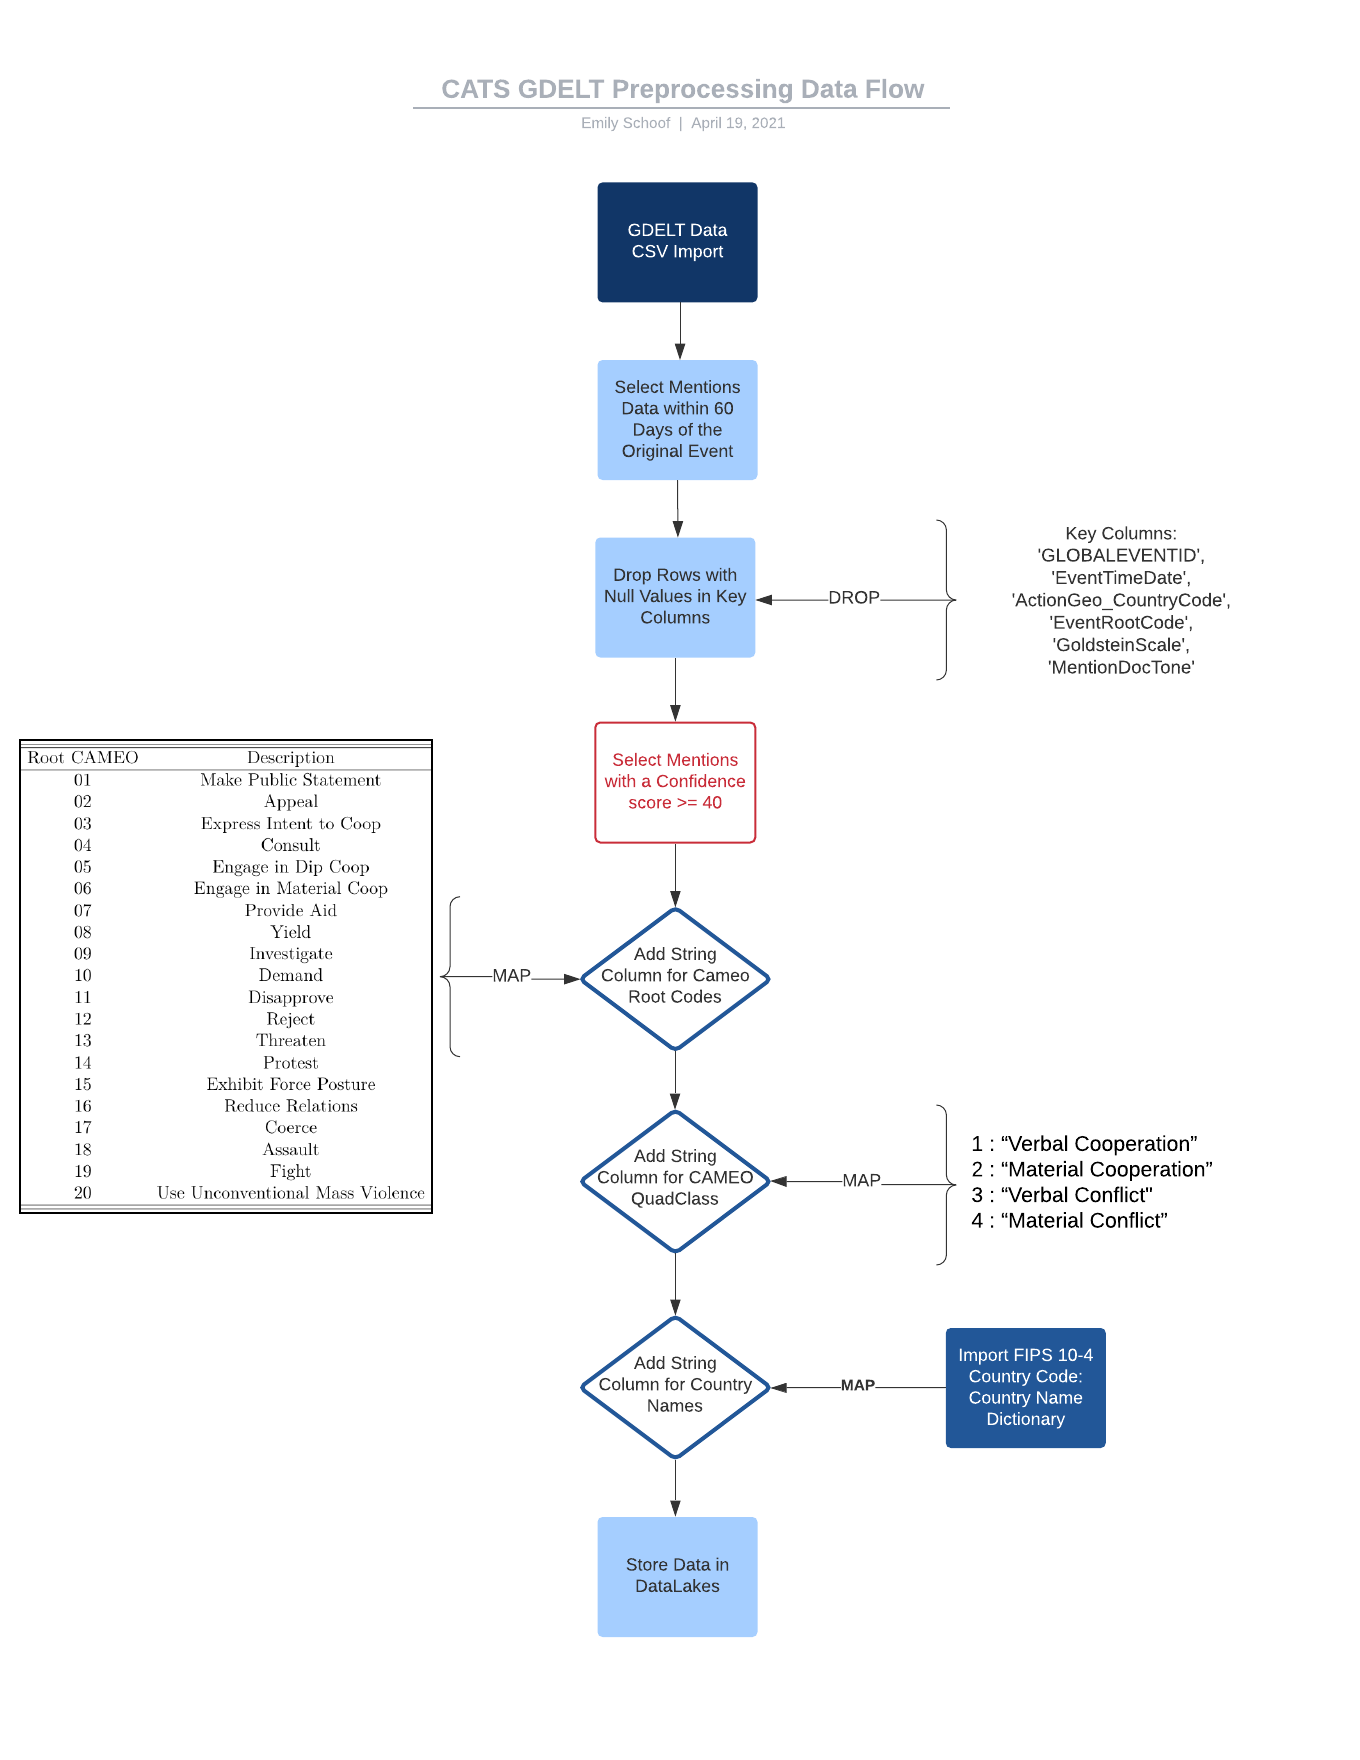 CATS GDELT Preprocessing Data Flow
Emily Schoof | April 19, 2021
GDELT Data
CSV Import
Select Mentions
Data within 60
Days of the
Original Event
Drop Rows with
Null Values in Key
Columns
DROP
Key Columns:
'GLOBALEVENTID',
'EventTimeDate',
'ActionGeo_CountryCode',
'EventRootCode',
'GoldsteinScale',
'MentionDocTone'
Select Mentions
with a Confidence
score >= 40
Root CAMEO Description
01 Make Public Statement
02 Appeal
03 Express Intent to Coop
04 Consult
05 Engage in Dip Coop
06 Engage in Material Coop
07 Provide Aid
08 Yield
09 Investigate
10 Demand
11 Disapprove
12 Reject
13 Threaten
14 Protest
15 Exhibit Force Posture
16 Reduce Relations
17 Coerce
18 Assault
19 Fight
20 Use Unconventional Mass Violence
MAP
Add String
Column for Cameo
Root Codes
Add String
Column for CAMEO
QuadClass
MAP
1 : “Verbal Cooperation”
2 : “Material Cooperation”
3 : “Verbal Conflict"
4 : “Material Conflict”
Add String
Column for Country
Names
MAP
Import FIPS 10-4
Country Code:
Country Name
Dictionary
Store Data in
DataLakes